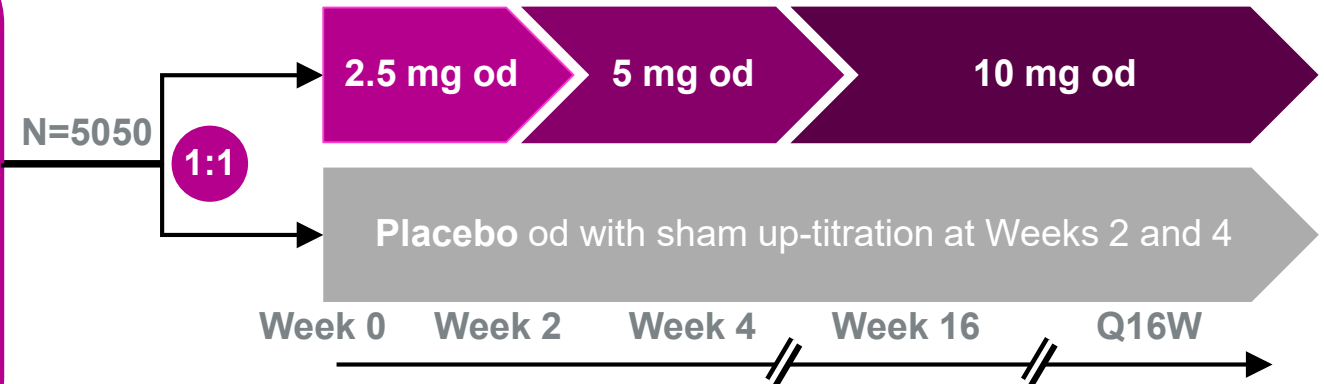 2.5 mg od
5 mg od
10 mg od
N=5050
1:1
Placebo od with sham up-titration at Weeks 2 and 4
Week 0 Week 2 Week 4 Week 16 Q16W